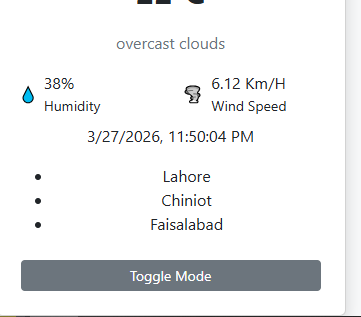 overcast clouds
38%
Humidity
6.12 Km/H
Wind Speed
3/27/2026, 11:50:04 PM
Lahore
Chiniot
Faisalabad
Toggle Mode